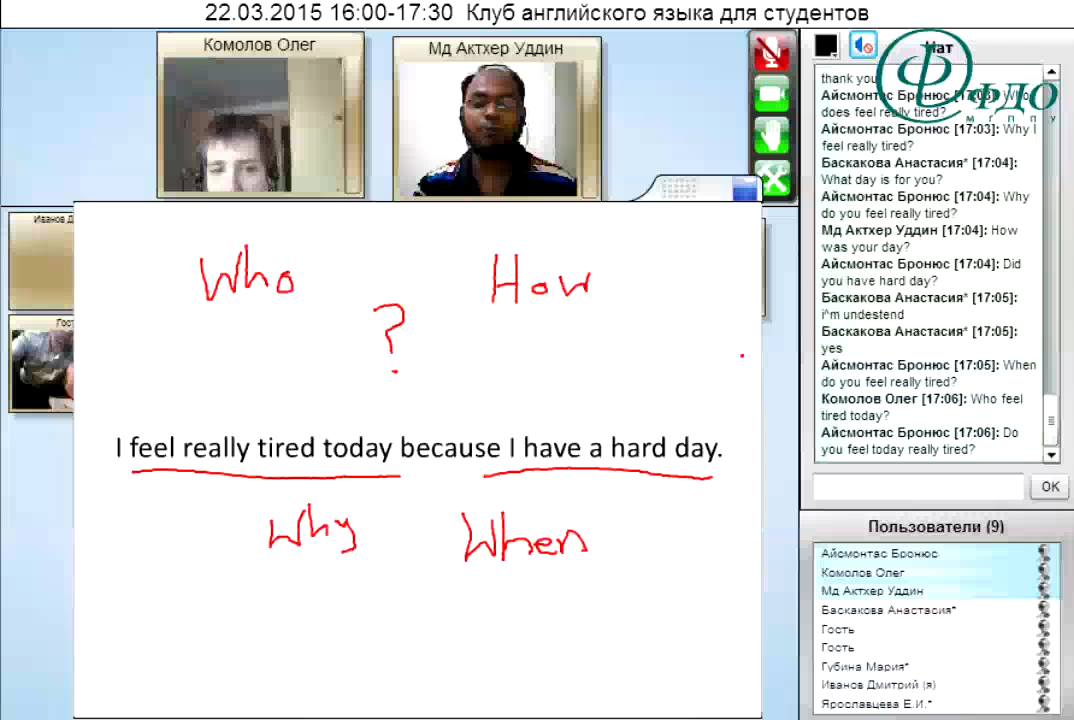 22.03.2015 16:00-17:30 Клуб английского языка для студентов
Комолов Олег
Мд Актхер Уддин
Иванов Д
Гост
Who
How
?
I feel really tired today because I have a hard day.
Why
When
Чат
ФДО
МГППУ
thank you
Айсмонтас Бронюс [17:03]: Who
does feel really tired?
Айсмонтас Бронюс [17:03]: Why I
feel really tired?
Баскакова Анастасия* [17:04]:
What day is for you?
Айсмонтас Бронюс [17:04]: Why
do you feel really tired?
Мд Актхер Уддин [17:04]: How
was your day?
Айсмонтас Бронюс [17:04]: Did
you have hard day?
Баскакова Анастасия* [17:05]:
i^m undestend
Баскакова Анастасия* [17:05]:
yes
Айсмонтас Бронюс [17:05]: When
do you feel really tired?
Комолов Олег [17:06]: Who feel
tired today?
Айсмонтас Бронюс [17:06]: Do
you feel today really tired?
OK
Пользователи (9)
Айсмонтас Бронюс
Комолов Олег
Мд Актхер Уддин
Баскакова Анастасия*
Гость
Гость
Губина Мария*
Иванов Дмитрий (я)
Ярославцева Е.И.*